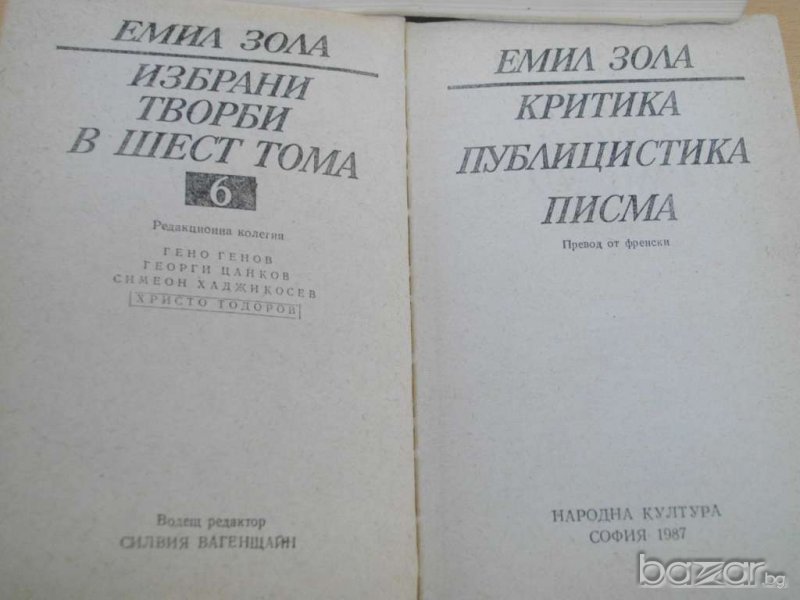 ЕМИЛ ЗОЛА
ИЗБРАНИ
ТВОРБИ
В ШЕСТ ТОМА
6
Редакционна колегия
ГЕНО ГЕНОВ
ГЕОРГИ ЦАНКОВ
СИМЕОН ХАДЖИКОСЕВ
ХРИСТО ТОДОРОВ
Водещ редактор
СИЛВИЯ ВАГЕНЩАЙН
ЕМИЛ ЗОЛА
КРИТИКА
ПУБЛИЦИСТИКА
ПИСМА
Превод от френски
НАРОДНА КУЛТУРА
СОФИЯ 1987
bazar.bg